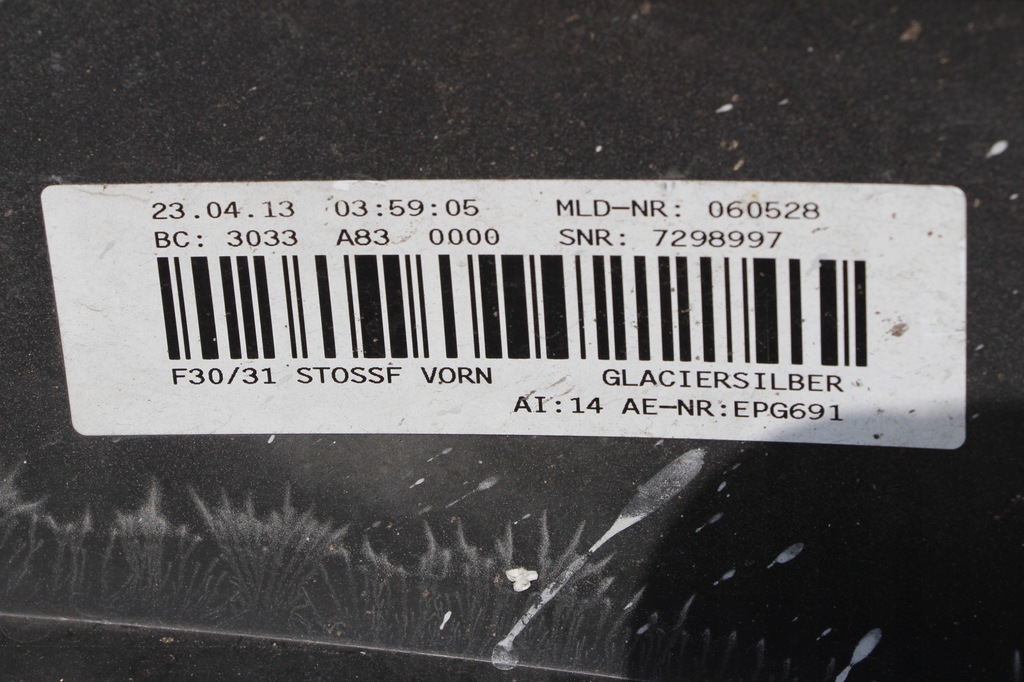 23.04.13 03:59:05 MLD-NR: 060528
BC: 3033 A83 0000 SNR: 7298997
F30/31 STOSSF VORN GLACIERSILBER
AI:14 AE-NR:EPG691